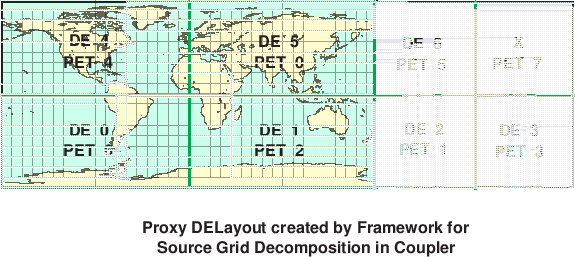 DE 4 DE 5 DE 6 X
PET 4 PET 0 PET 5 PET 7
DE 0 DE 1 DE 2 DE 3
PET PET 2 PET 1 PET 3
Proxy DELayout created by Framework for
Source Grid Decomposition in Coupler